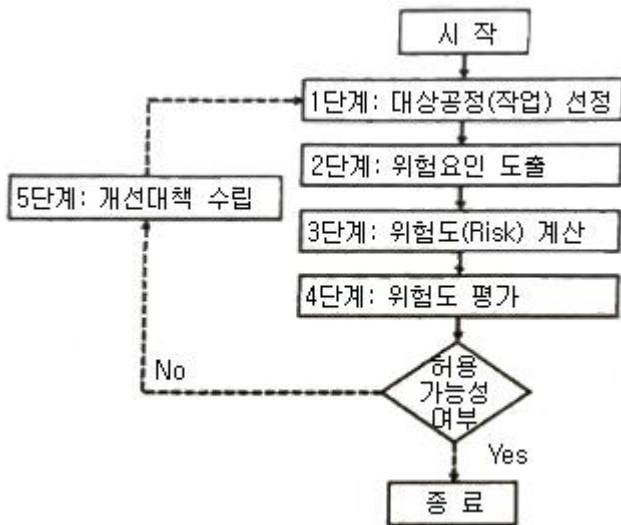 시 작
1단계: 대상공정(작업) 선정
2단계: 위험요인 도출
5단계: 개선대책 수립
3단계: 위험도(Risk) 계산
4단계: 위험도 평가
허용
가능성
여부
No
Yes
종 료